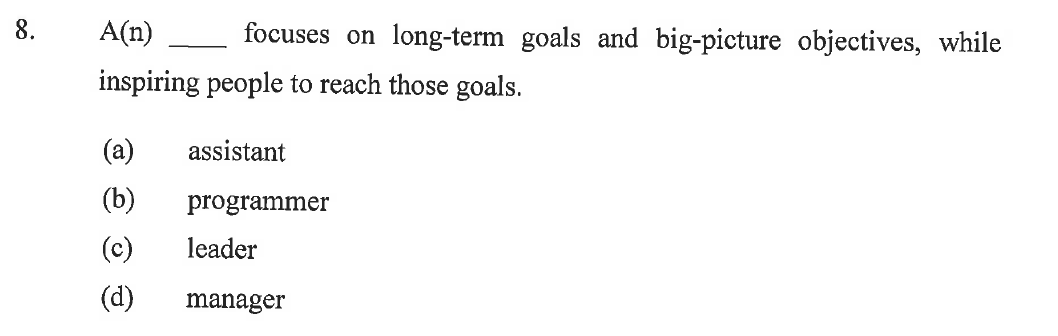 8. A(n) ____ focuses on long-term goals and big-picture objectives, while
inspiring people to reach those goals.
(a) assistant
(b) programmer
(c) leader
(d) manager